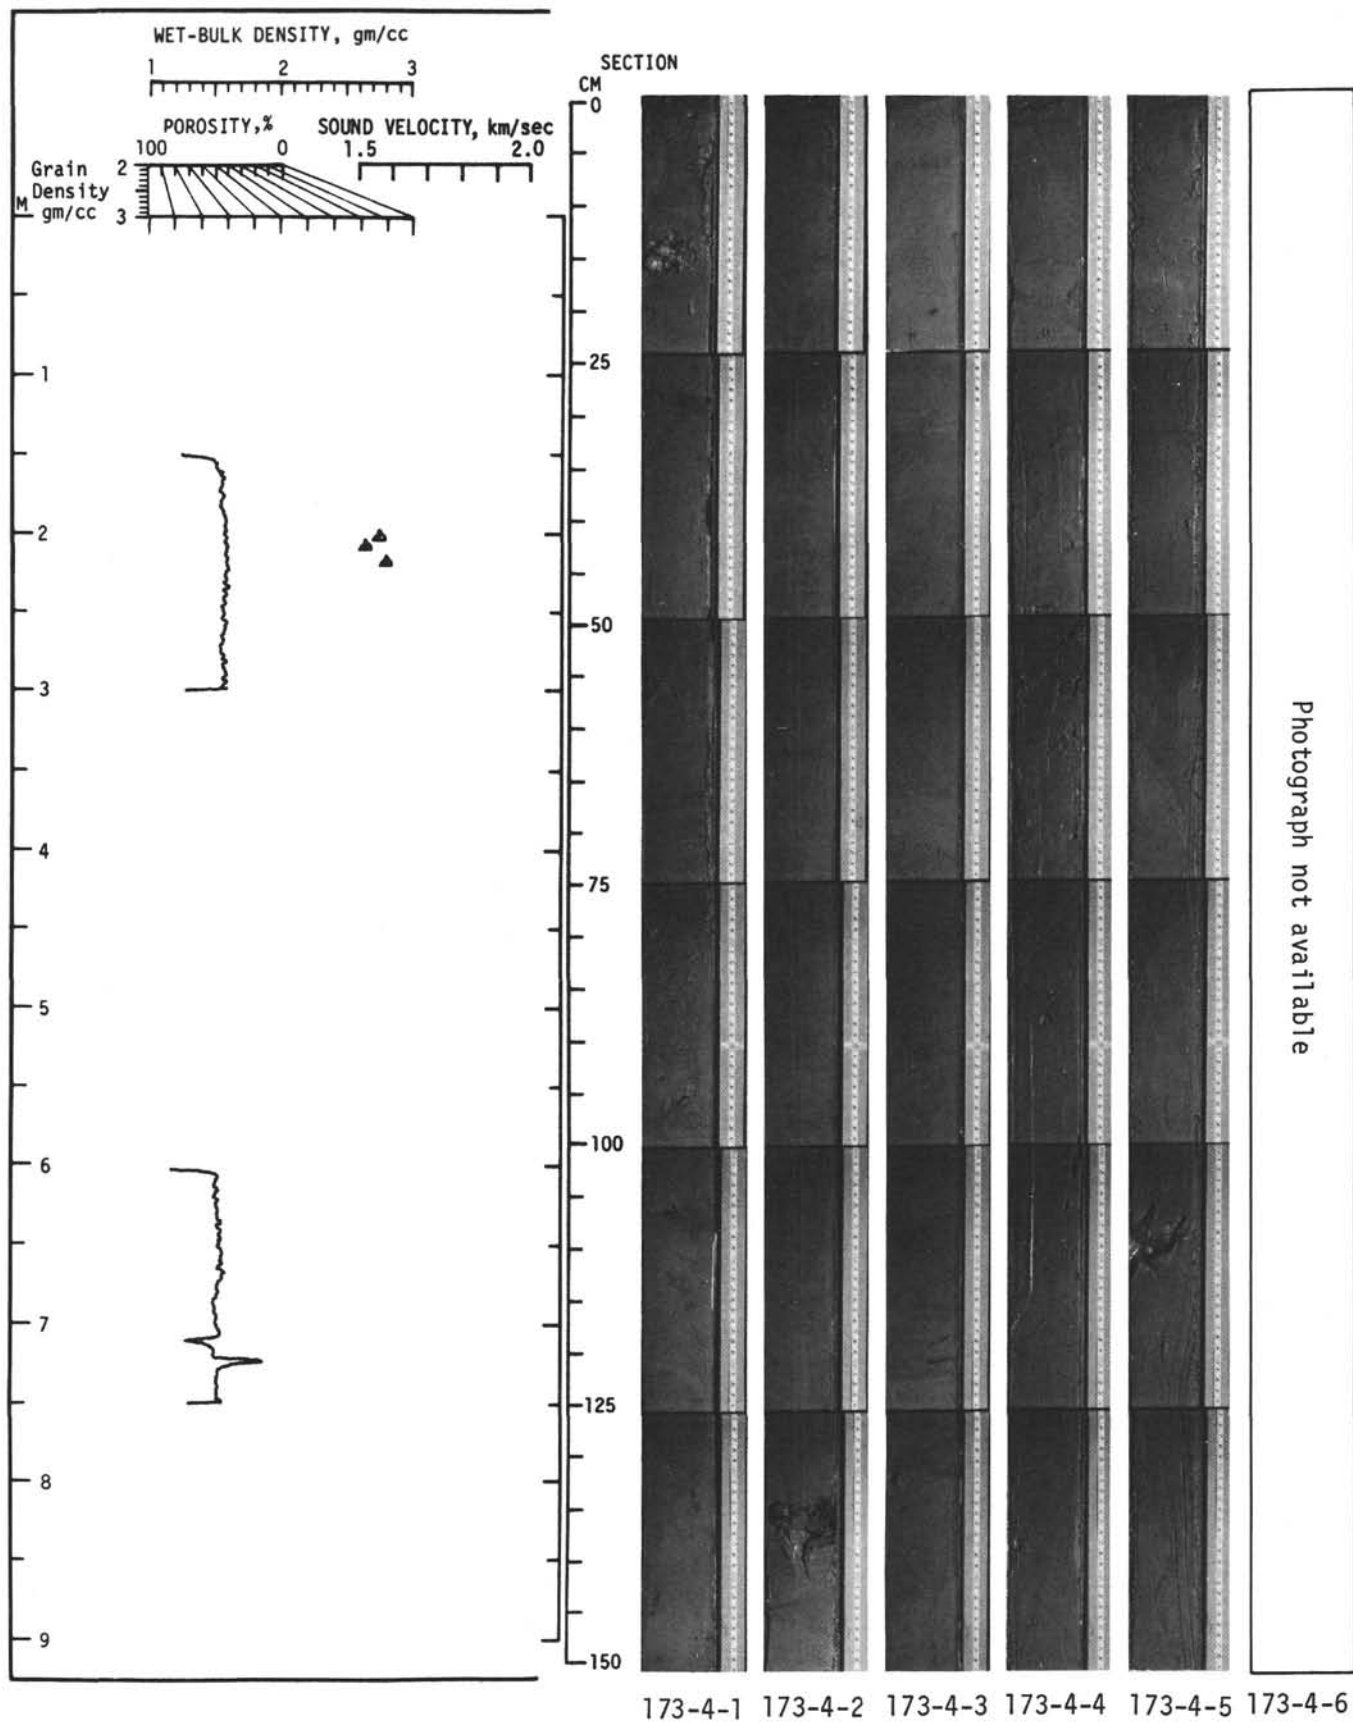 WET-BULK DENSITY, gm/cc
1 2 3
POROSITY,%
100 0
SOUND VELOCITY, km/sec
1.5 2.0
Grain
Density
gm/cc
2
3
M
1
2
3
4
5
6
7
8
9
SECTION
CM
0
25
50
75
100
125
150
Photograph not available
173-4-1 173-4-2 173-4-3 173-4-4 173-4-5 173-4-6